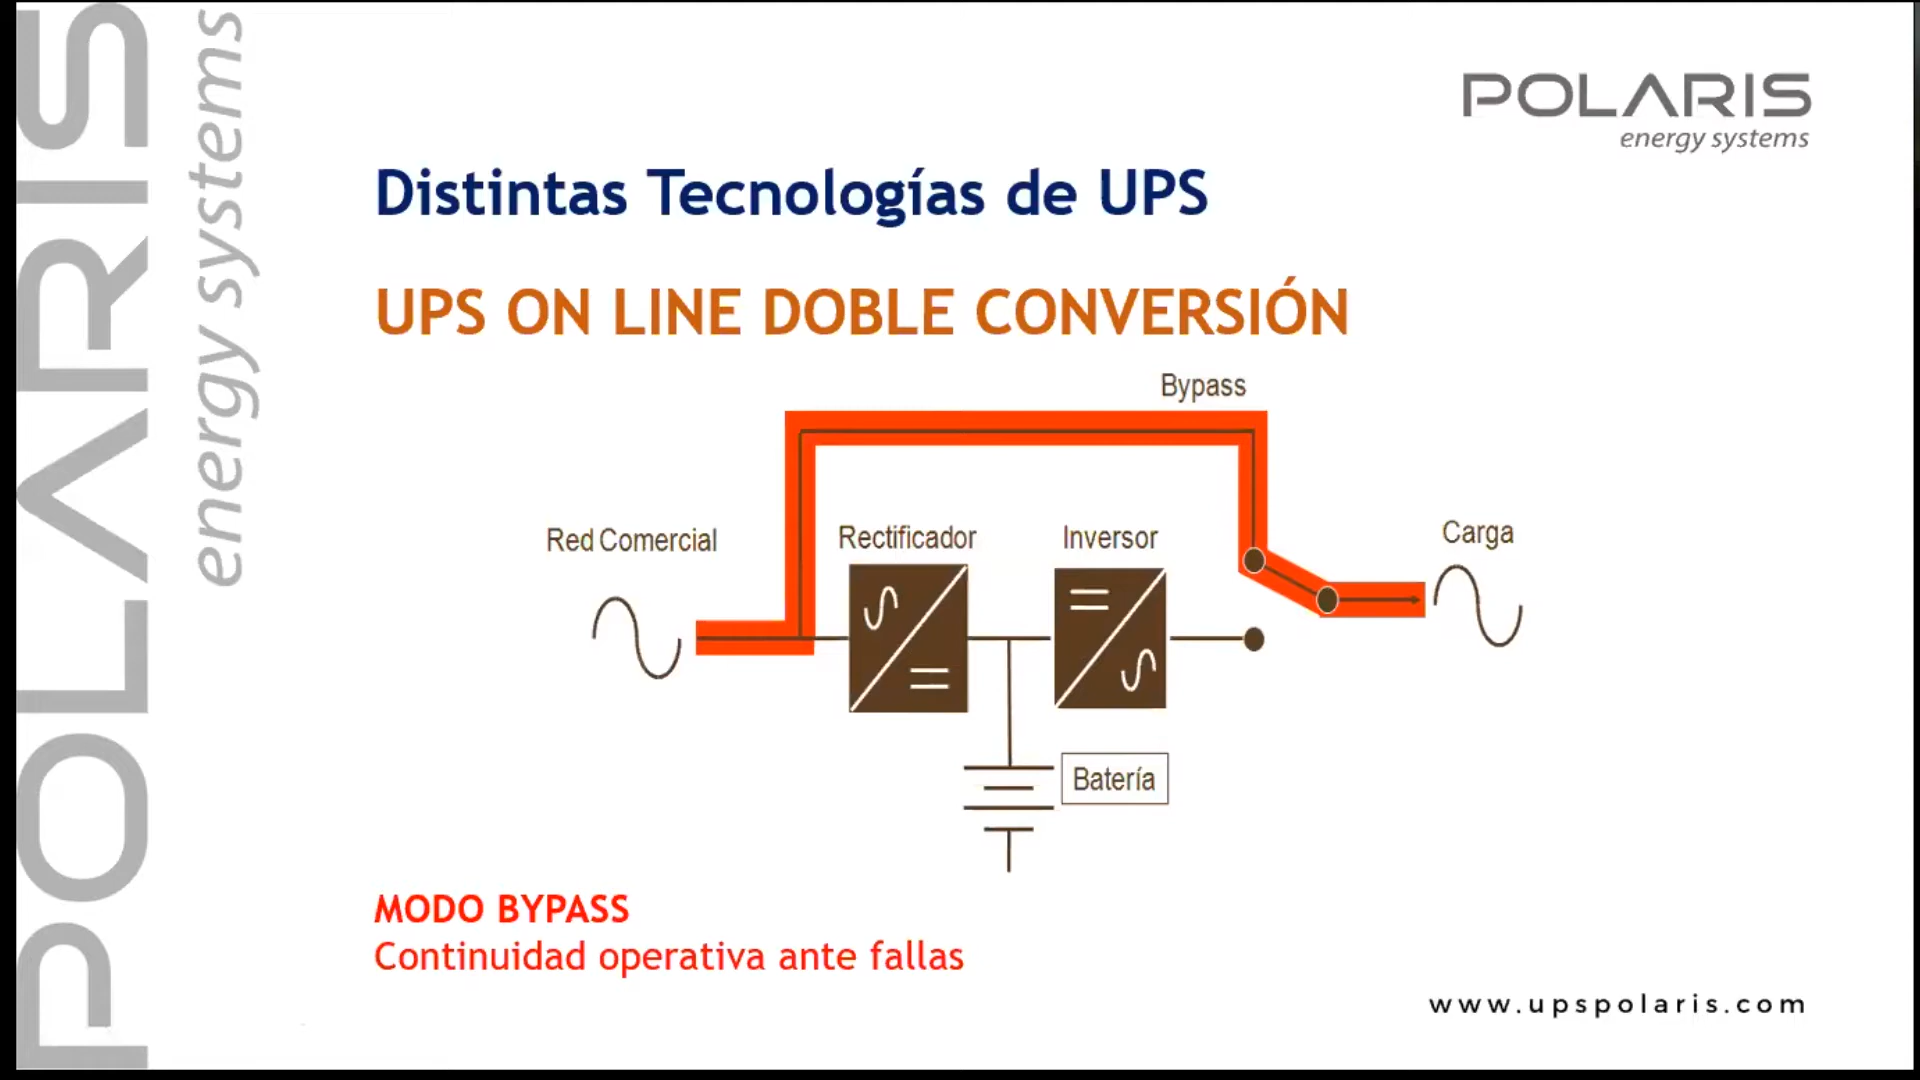 POLARIS
energy systems
POLARIS
energy systems
Distintas Tecnologías de UPS
UPS ON LINE DOBLE CONVERSIÓN
Bypass
Red Comercial
Rectificador
Inversor
Carga
Batería
MODO BYPASS
Continuidad operativa ante fallas
www.upspolaris.com